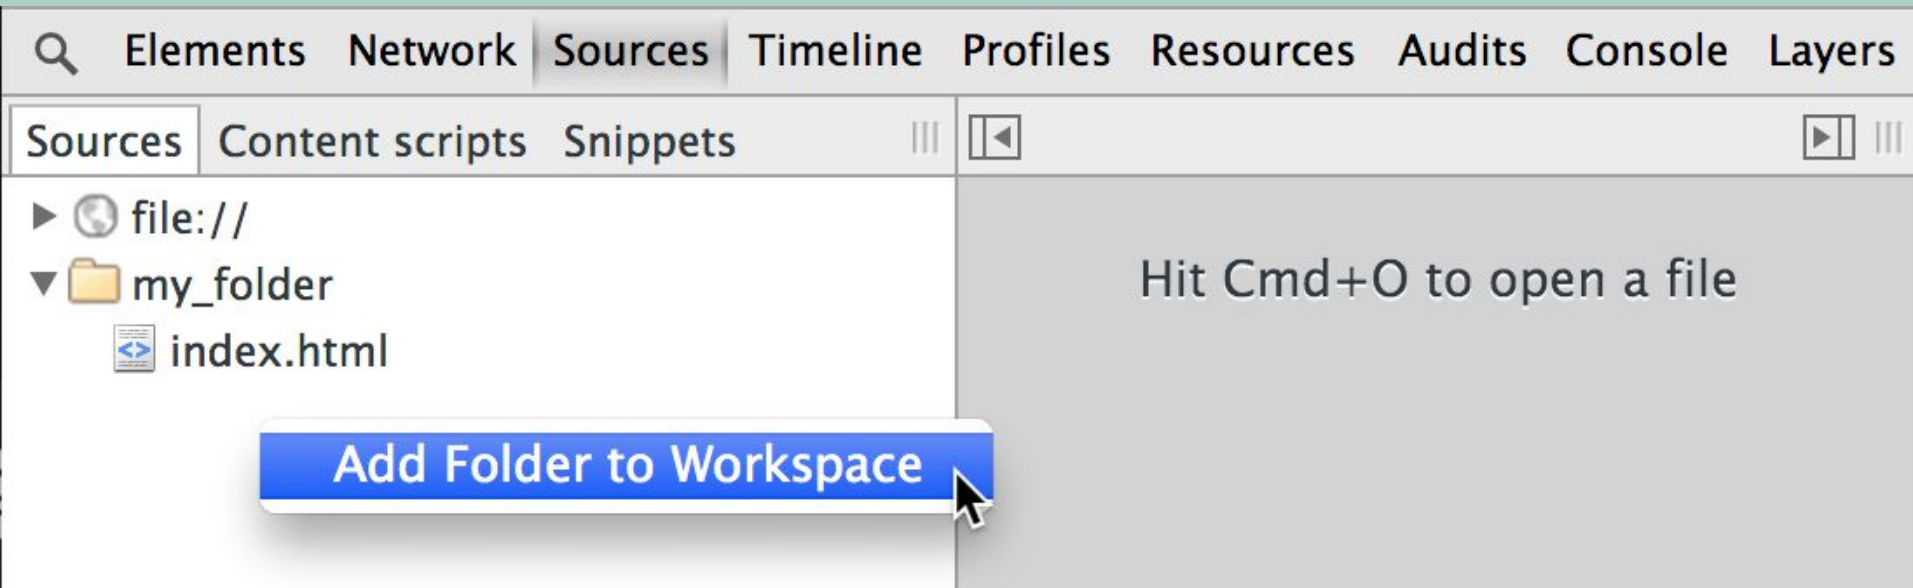 Elements Network Sources Timeline Profiles Resources Audits Console Layers
Sources Content scripts Snippets
file://
my_folder
Hit Cmd+O to open a file
index.html
Add Folder to Workspace